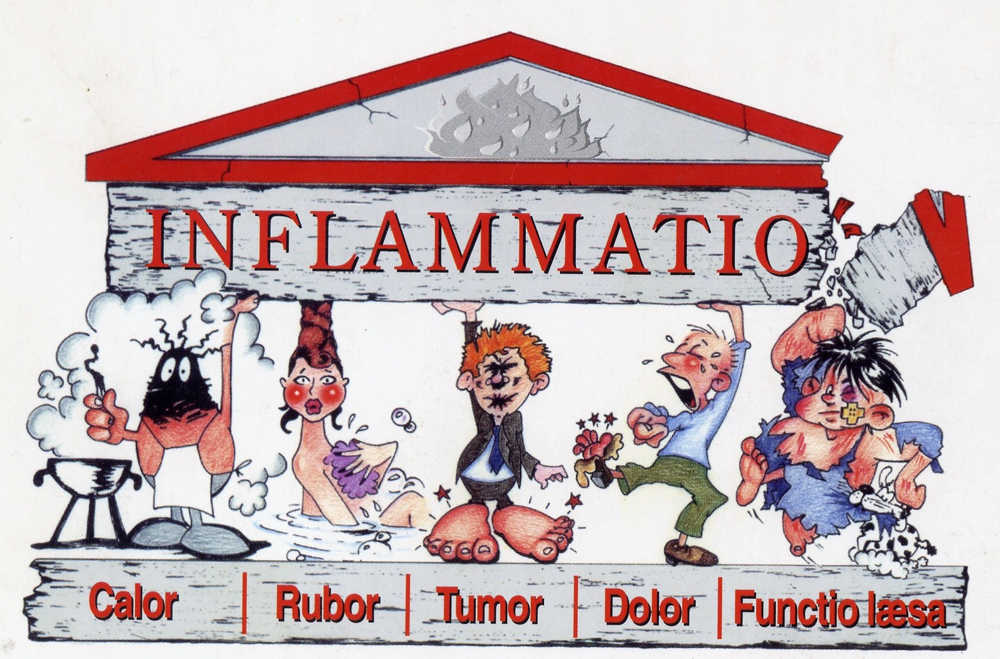 INFLAMMATIO
Calor | Rubor | Tumor | Dolor | Functio læsa